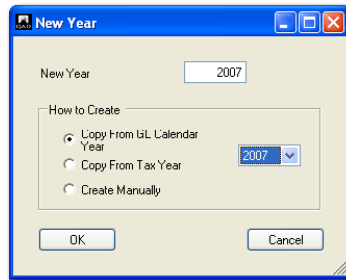 QAD
New Year
New Year 2007
How to Create
Copy From GL Calendar
Year
2007
Copy From Tax Year
Create Manually
OK Cancel